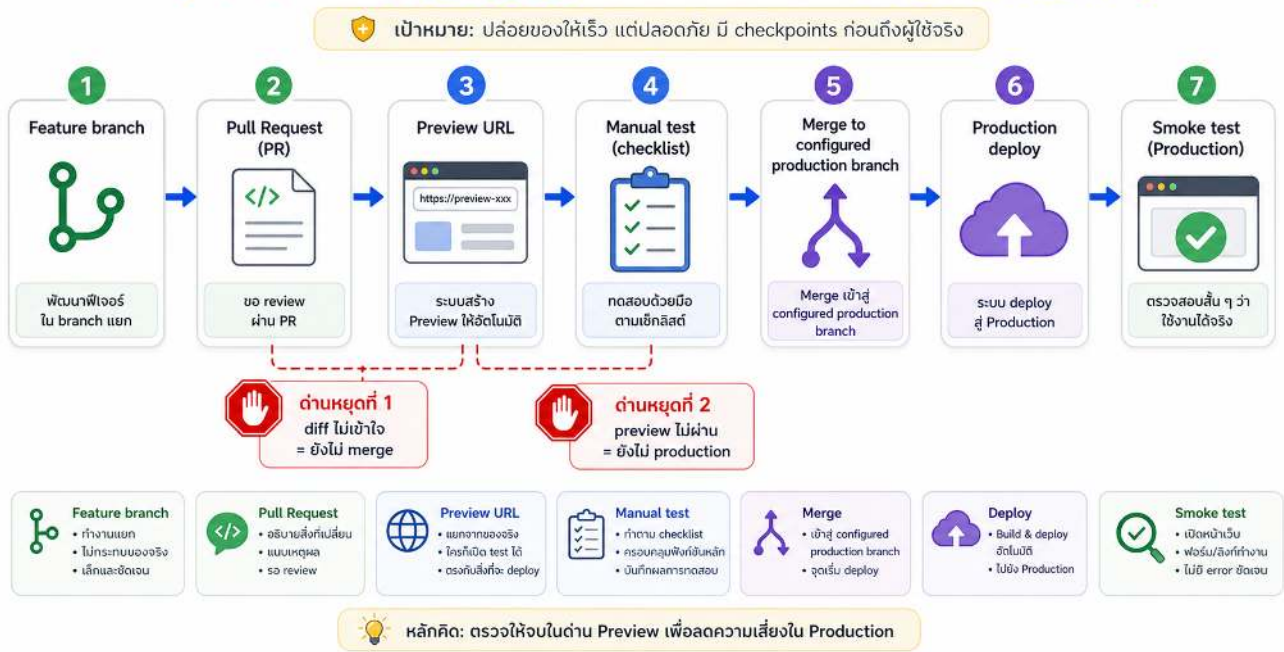 เป้าหมาย: ปล่อยของให้เร็ว แต่ปลอดภัย มี checkpoints ก่อนถึงผู้ใช้จริง
1
Feature branch
พัฒนาฟีเจอร์
ใน branch แยก
2
Pull Request
(PR)
</>
ขอ review
ผ่าน PR
3
Preview URL
https://preview-xxx
ระบบสร้าง
Preview ให้อัตโนมัติ
4
Manual test
(checklist)
ทดสอบด้วยมือ
ตามเช็กลิสต์
5
Merge to
configured
production branch
Merge เข้าสู่
configured production
branch
6
Production
deploy
ระบบ deploy
สู่ Production
7
Smoke test
(Production)
ตรวจสอบสั้น ๆ ว่า
ใช้งานได้จริง
ด่านหยุดที่ 1
diff ไม่เข้าใจ
= ยังไม่ merge
ด่านหยุดที่ 2
preview ไม่ผ่าน
= ยังไม่ production
Feature branch
• ทำงานแยก
• ไม่กระทบของจริง
• เล็กและชัดเจน
</>
Pull Request
• อธิบายสิ่งที่เปลี่ยน
• แนบเหตุผล
• รอ review
Preview URL
• แยกจากของจริง
• ใครก็เปิด test ได้
• ตรงกับสิ่งที่จะ deploy
Manual test
• ทำตาม checklist
• ครอบคลุมฟังก์ชันหลัก
• บันทึกผลการทดสอบ
Merge
• เข้าสู่ configured
production branch
• จุดเริ่ม deploy
Deploy
• Build & deploy
อัตโนมัติ
• ไปยัง Production
Smoke test
• เปิดหน้าเว็บ
• ฟอร์ม/ลิงก์ทำงาน
• ไม่มี error ชัดเจน
หลักคิด: ตรวจให้จบในด่าน Preview เพื่อลดความเสี่ยงใน Production